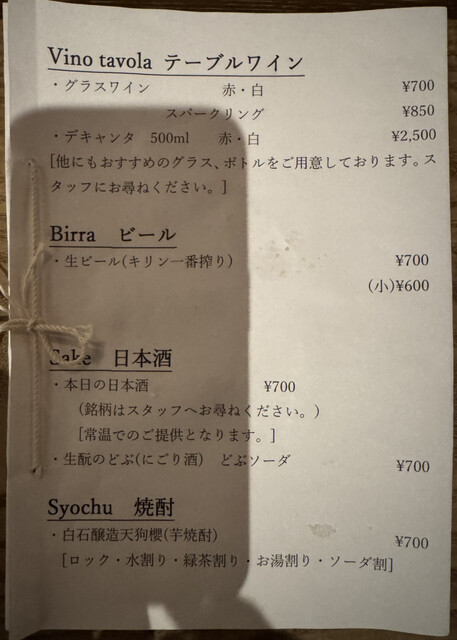 Vino tavola テーブルワイン
・グラスワイン 赤・白 ¥700
スパークリング ¥850
・デキャンタ 500ml 赤・白 ¥2,500
[他にもおすすめのグラス、ボトルをご用意しております。ス
タッフにお尋ねください。]
Birra ビール
・生ビール(キリン一番搾り) ¥700
(小)¥600
Sake 日本酒
・本日の日本酒 ¥700
(銘柄はスタッフへお尋ねください。)
[常温でのご提供となります。]
・生酛のどぶ(にごり酒) どぶソーダ ¥700
Syochu 焼酎
・白石醸造天狗櫻(芋焼酎) ¥700
[ロック・水割り・緑茶割り・お湯割り・ソーダ割]